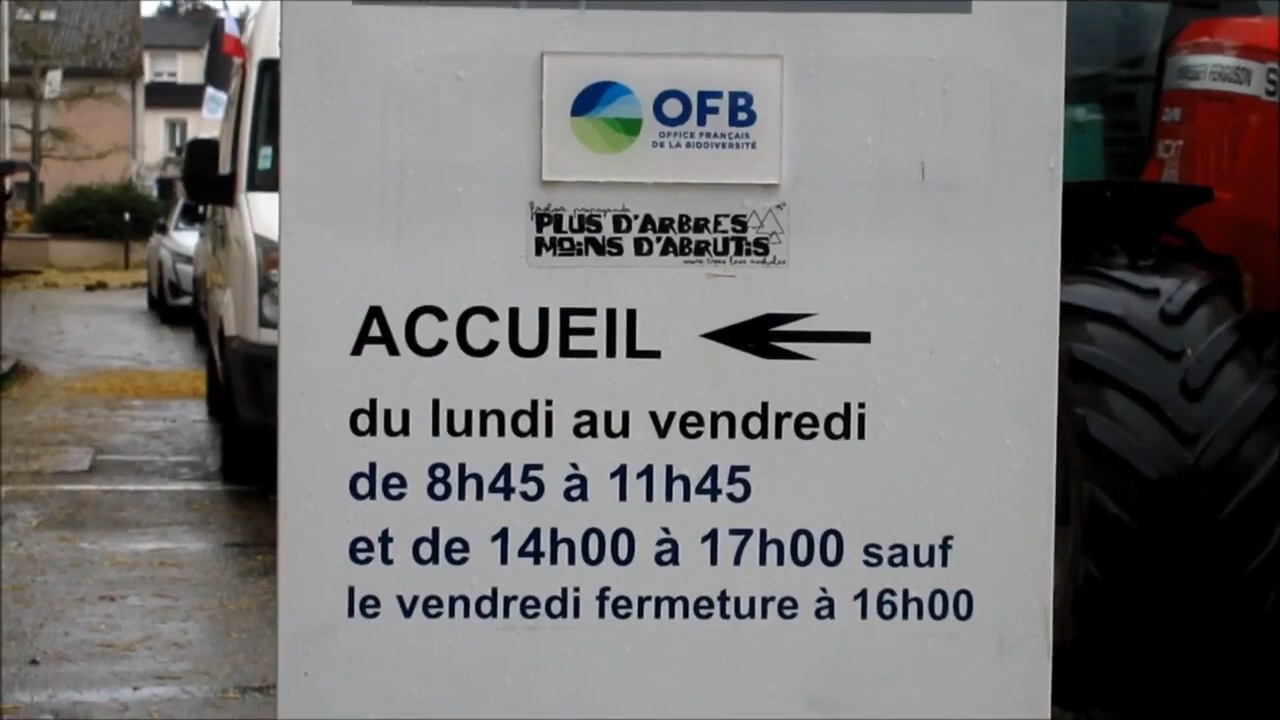 OFB
OFFICE FRANÇAIS
DE LA BIODIVERSITÉ
PLUS D'ARBRES
MOINS D'ABRUTIS
ACCUEIL
du lundi au vendredi
de 8h45 à 11h45
et de 14h00 à 17h00 sauf
le vendredi fermeture à 16h00
MASSEY FERGUSON